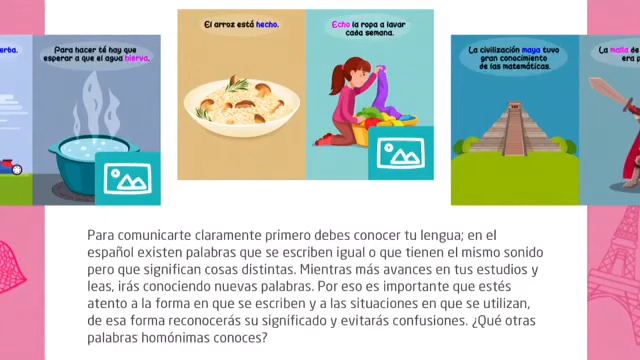 erba.
Para hacer té hay que
esperar a que el agua hierva.
El arroz está hecho.
Echo la ropa a lavar
cada semana.
La civilización maya tuvo
gran conocimiento
de las matemáticas.
La malla de
era p
Para comunicarte claramente primero debes conocer tu lengua; en el
español existen palabras que se escriben igual o que tienen el mismo sonido
pero que significan cosas distintas. Mientras más avances en tus estudios y
leas, irás conociendo nuevas palabras. Por eso es importante que estés
atento a la forma en que se escriben y a las situaciones en que se utilizan,
de esa forma reconocerás su significado y evitarás confusiones. ¿Qué otras
palabras homónimas conoces?